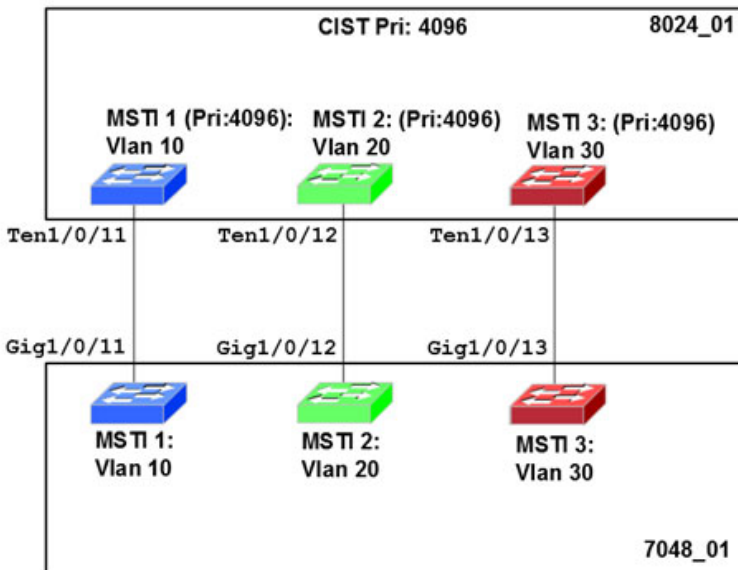 CIST Pri: 4096
8024_01
MSTI 1 (Pri:4096):
Vlan 10
MSTI 2: (Pri:4096)
Vlan 20
MSTI 3: (Pri:4096)
Vlan 30
Ten1/0/11
Ten1/0/12
Ten1/0/13
Gig1/0/11
Gig1/0/12
Gig1/0/13
MSTI 1:
Vlan 10
MSTI 2:
Vlan 20
MSTI 3:
Vlan 30
7048_01